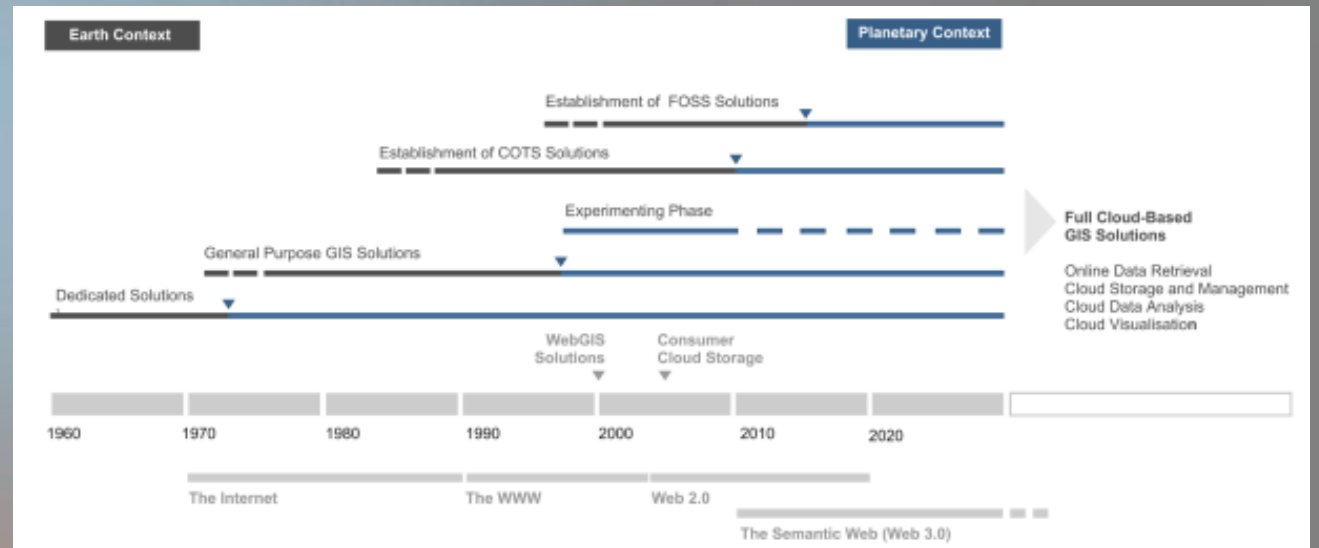 Earth Context
Planetary Context
Establishment of FOSS Solutions
Establishment of COTS Solutions
Experimenting Phase
General Purpose GIS Solutions
Dedicated Solutions
Full Cloud-Based
GIS Solutions
Online Data Retrieval
Cloud Storage and Management
Cloud Data Analysis
Cloud Visualisation
WebGIS
Solutions
Consumer
Cloud Storage
1960
1970
1980
1990
2000
2010
2020
The Internet
The WWW
Web 2.0
The Semantic Web (Web 3.0)